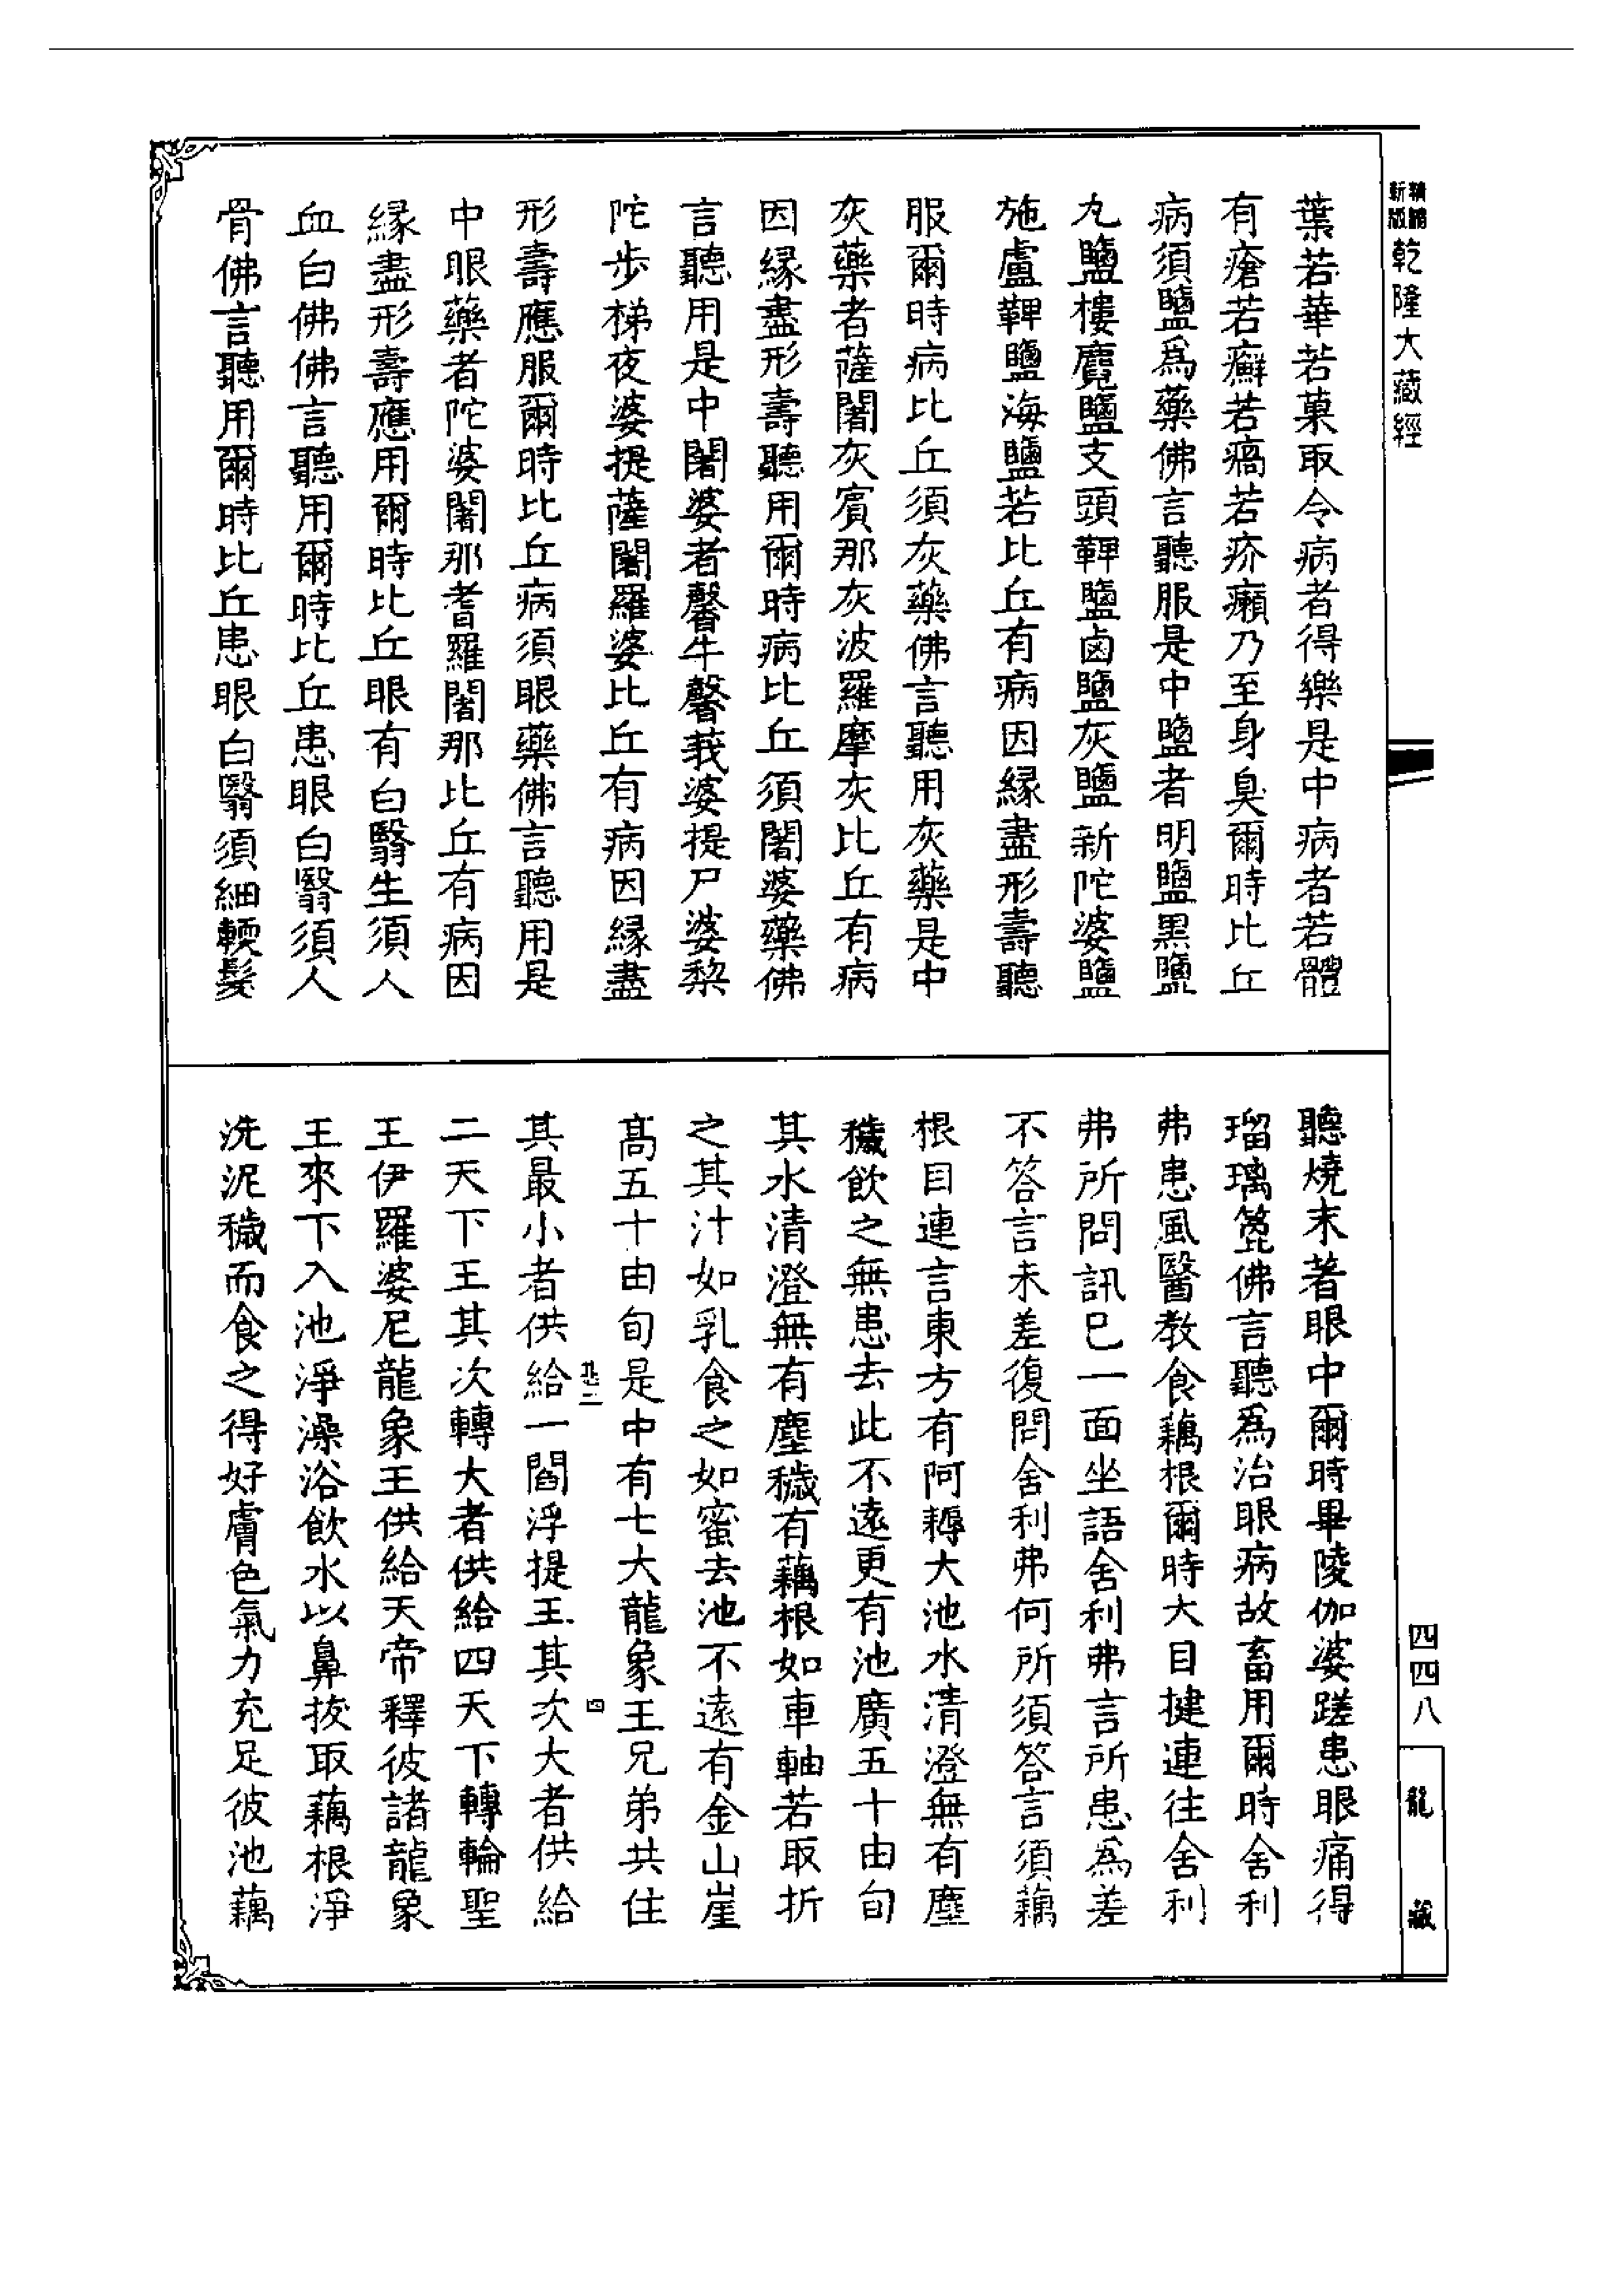 新版
精縮
乾隆大藏經
葉若華若菓取令病者得樂是中病者若體
有瘡若癬若瘑若疥癩乃至身臭爾時比丘
病須鹽為藥佛言聽服是中鹽者明鹽黑鹽
丸鹽樓魔鹽支頭鞞鹽鹵鹽灰鹽新陀婆鹽
施盧鞞鹽海鹽若比丘有病因緣盡形壽聽
服爾時病比丘須灰藥佛言聽用灰藥是中
灰藥者薩闍灰賓那灰波羅摩灰比丘有病
因緣盡形壽聽用爾時病比丘須闍婆藥佛
言聽用是中闍婆者馨牛馨莪婆提尸婆梨
陀步梯夜婆提薩闍羅婆比丘有病因緣盡
形壽應服爾時比丘病須眼藥佛言聽用是
中眼藥者陀婆闍那耆羅闍那比丘有病因
緣盡形壽應用爾時比丘眼有白翳生須人
血白佛佛言聽用爾時比丘患眼白翳須人
骨佛言聽用爾時比丘患眼白翳須細輭髮
聽燒末著眼中爾時畢陵伽婆蹉患眼痛得
瑠璃篦佛言聽為治眼病故畜用爾時舍利
弗患風醫教食藕根爾時大目揵連往舍利
弗所問訊已一面坐語舍利弗言所患為差
不答言未差復問舍利弗何所須答言須藕
根目連言東方有阿耨大池水清澄無有塵
穢飲之無患去此不遠更有池廣五十由旬
其水清澄無有塵穢有藕根如車軸若取折
之其汁如乳食之如蜜去池不遠有金山崖
高五十由旬是中有七大龍象王兄弟共住
其最小者供給一閻浮提王其次大者供給
二天下王其次轉大者供給四天下轉輪聖
王伊羅婆尼龍象王供給天帝釋彼諸龍象
王來下入池淨澡浴飲水以鼻拔取藕根淨
洗泥穢而食之得好膚色氣力充足彼池藕
四四八
龍藏